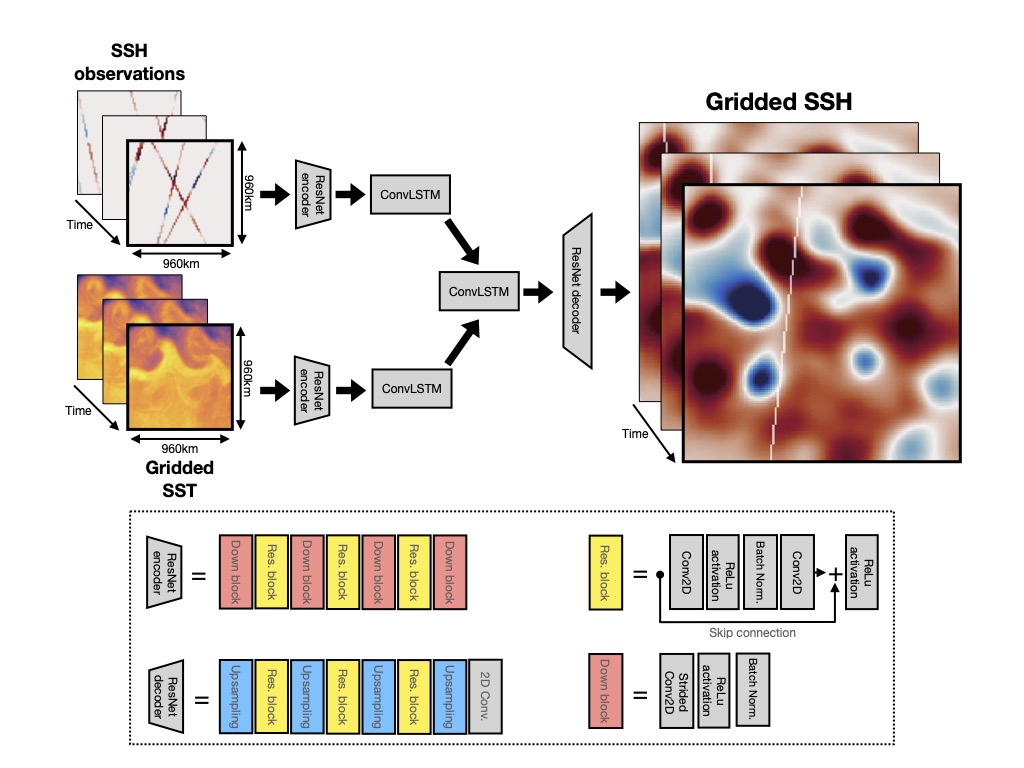 SSH
observations
Time
960km
960km
ResNet
encoder
ConvLSTM
Gridded SSH
ConvLSTM
ResNet decoder
Time
960km
960km
Time
ResNet
encoder
ConvLSTM
Gridded
SST
ResNet
encoder
=
Down block
Res. block
Down block
Res. block
Down block
Res. block
Down block
Res. block
=
Conv2D
ReLu
activation
Batch Norm.
Conv2D
+
ReLu
activation
Skip connection
ResNet
decoder
=
Upsampling
Res. block
Upsampling
Res. block
Upsampling
Res. block
Upsampling
2D Conv.
Down block
=
Strided
Conv2D
ReLu
activation
Batch Norm.